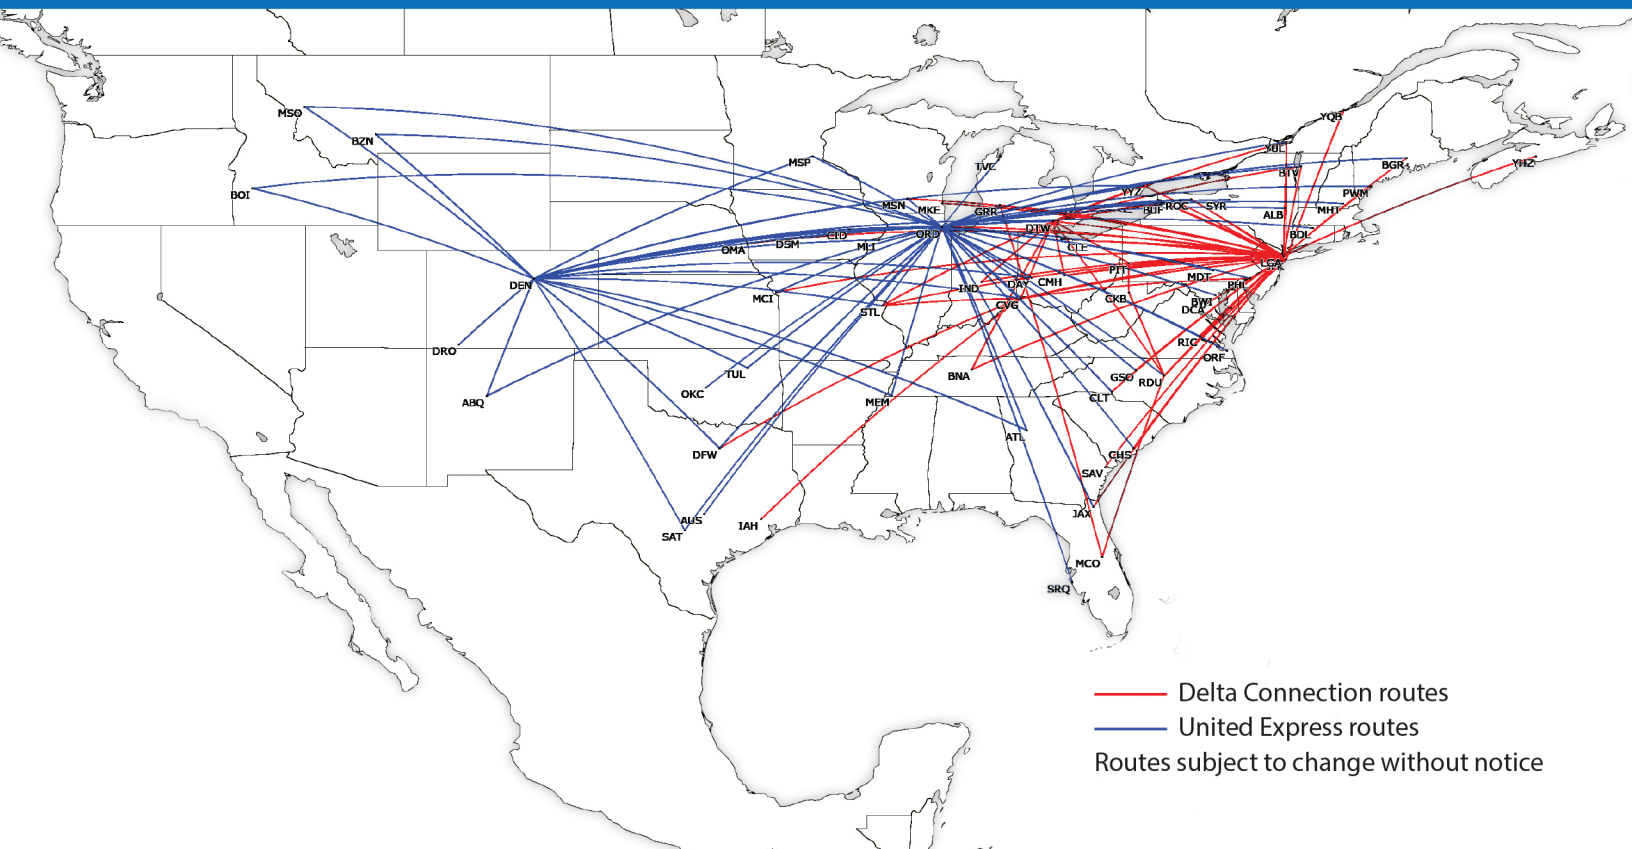 YQB
MSO
BZN
YUL
MSP
YHZ
BGR
TVC
BTV
BOI
YYZ
PWM
MSN
MKE
GRR
BUF
ROC
SYR
MHT
ALB
DTW
ORD
CID
BDL
DSM
MLI
CLE
OMA
LGA
PIT
MDT
DEN
IND
DAY
CMH
PHL
MCI
CKB
BWI
CVG
STL
DCA
RIC
DRO
ORF
TUL
BNA
GSO
RDU
OKC
ABQ
MEM
CLT
ATL
DFW
CHS
SAV
JAX
AUS
IAH
SAT
MCO
SRQ
Delta Connection routes
United Express routes
Routes subject to change without notice